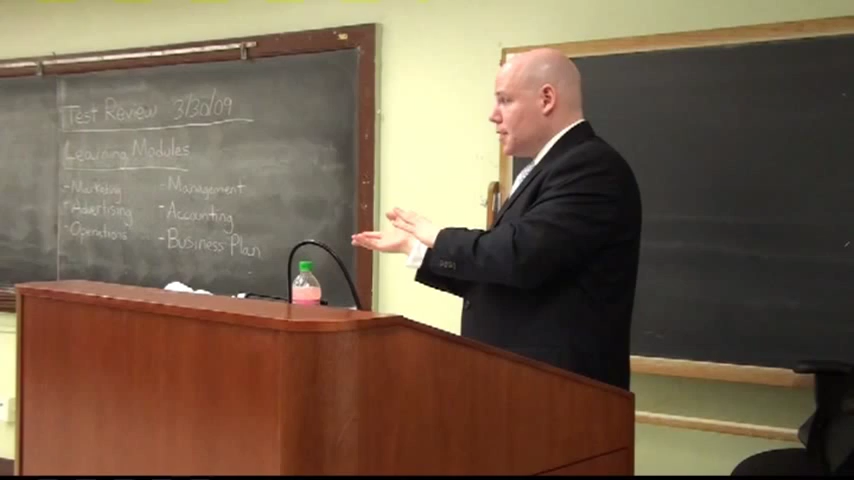 Test Review 3/30/09
Learning Modules
- Marketing - Management
- Advertising - Accounting
- Operations - Business Plan